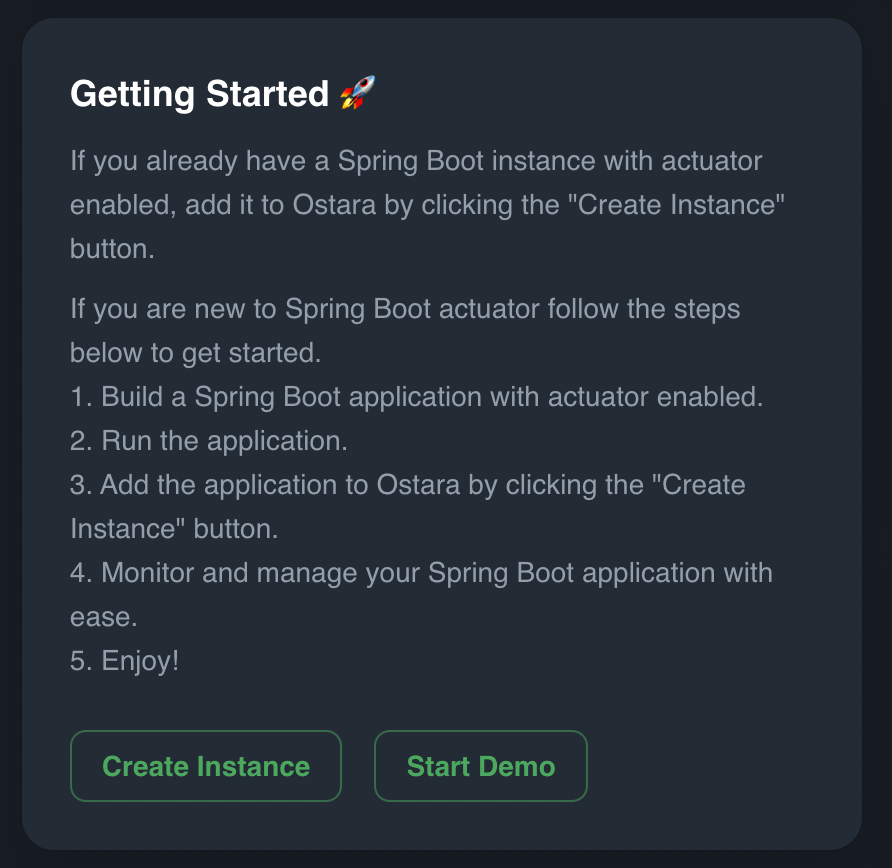 Getting Started 🚀
If you already have a Spring Boot instance with actuator
enabled, add it to Ostara by clicking the "Create Instance"
button.
If you are new to Spring Boot actuator follow the steps
below to get started.
1. Build a Spring Boot application with actuator enabled.
2. Run the application.
3. Add the application to Ostara by clicking the "Create
Instance" button.
4. Monitor and manage your Spring Boot application with
ease.
5. Enjoy!
Create Instance
Start Demo